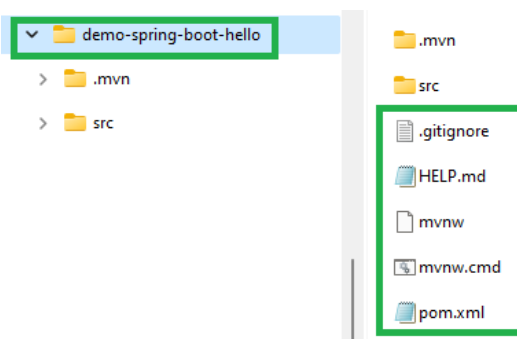 demo-spring-boot-hello
.mvn
src
.mvn
src
.gitignore
HELP.md
mvnw
mvnw.cmd
pom.xml